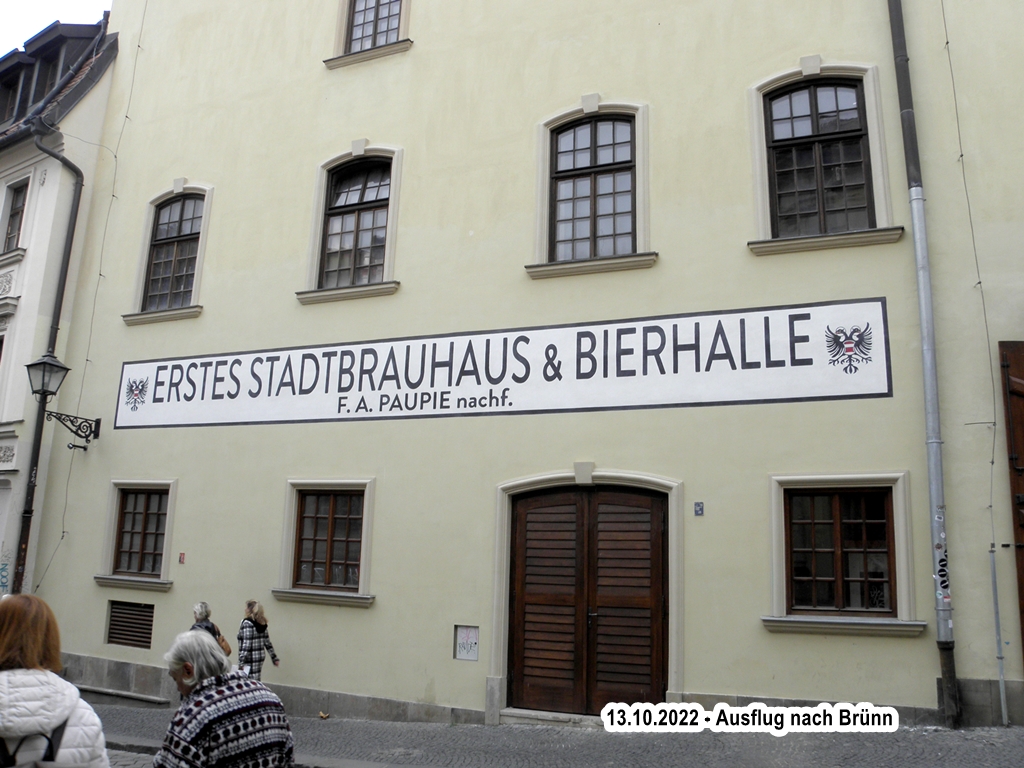 ERSTES STADTBRAUHAUS & BIERHALLE
F. A. PAUPIE nachf.
13.10.2022 - Ausflug nach Brünn